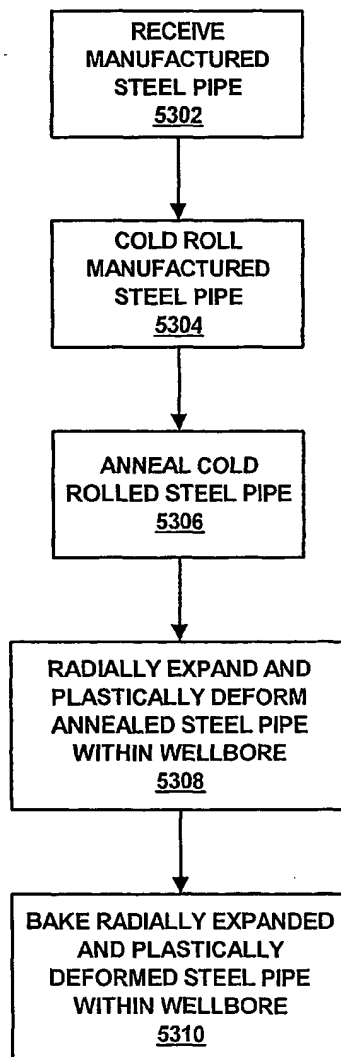 RECEIVE
MANUFACTURED
STEEL PIPE
5302
COLD ROLL
MANUFACTURED
STEEL PIPE
5304
ANNEAL COLD
ROLLED STEEL PIPE
5306
RADIALLY EXPAND AND
PLASTICALLY DEFORM
ANNEALED STEEL PIPE
WITHIN WELLBORE
5308
BAKE RADIALLY EXPANDED
AND PLASTICALLY
DEFORMED STEEL PIPE
WITHIN WELLBORE
5310